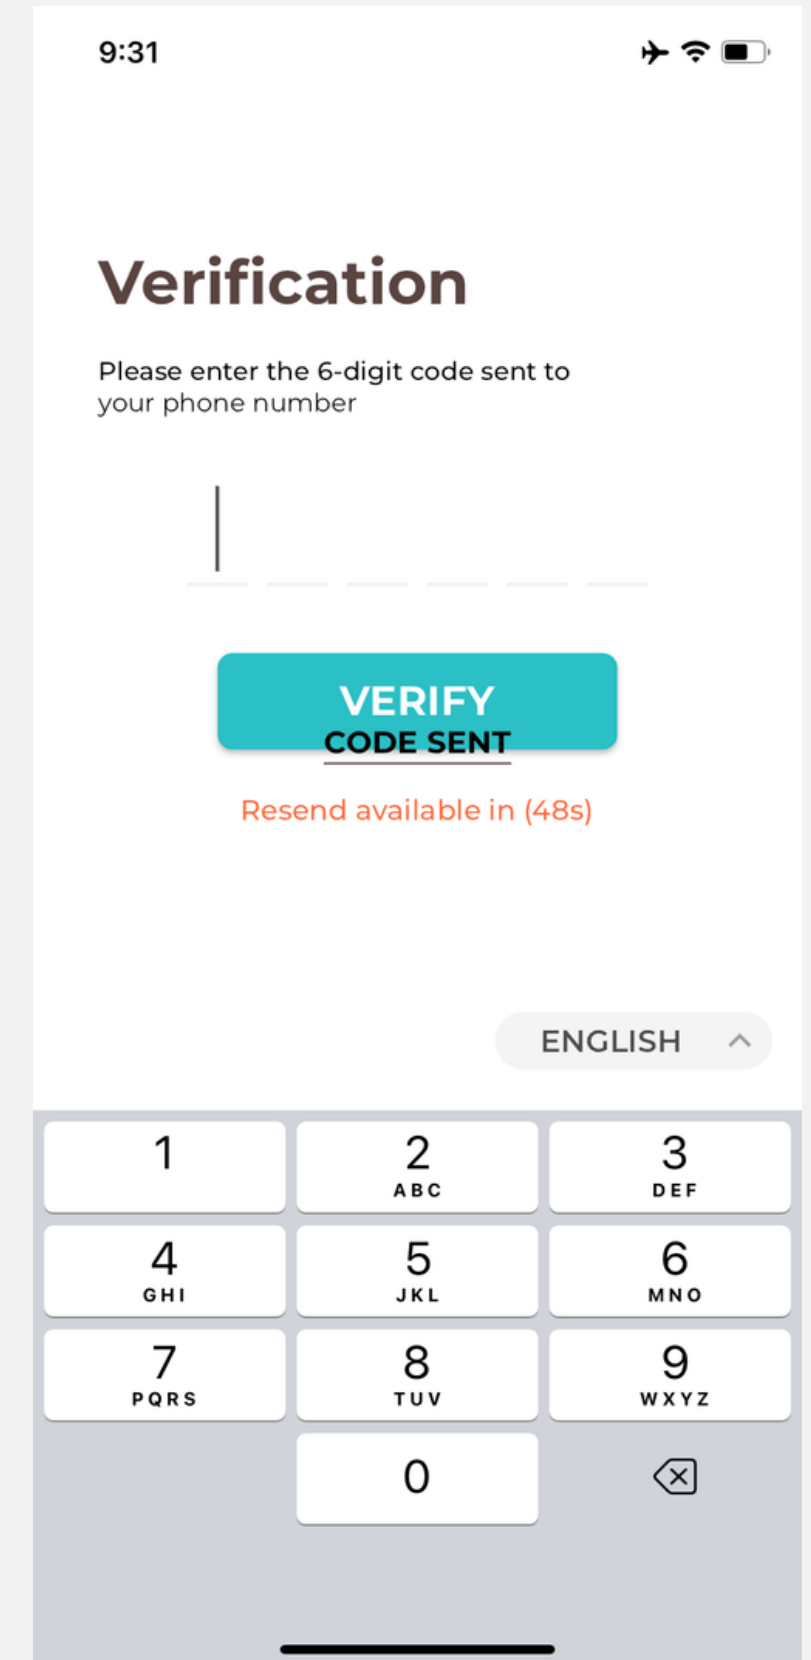 9:31
Verification
Please enter the 6-digit code sent to
your phone number
VERIFY
CODE SENT
Resend available in (48s)
ENGLISH
1
2
ABC
3
DEF
4
GHI
5
JKL
6
MNO
7
PQRS
8
TUV
9
WXYZ
0